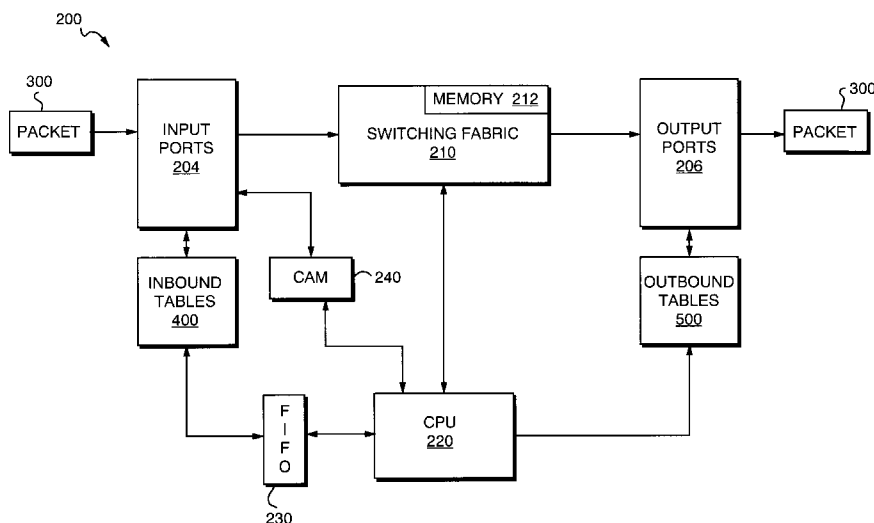 200
300
PACKET
INPUT
PORTS
204
MEMORY 212
SWITCHING FABRIC
210
OUTPUT
PORTS
206
300
PACKET
INBOUND
TABLES
400
CAM
240
OUTBOUND
TABLES
500
F
I
F
O
230
CPU
220